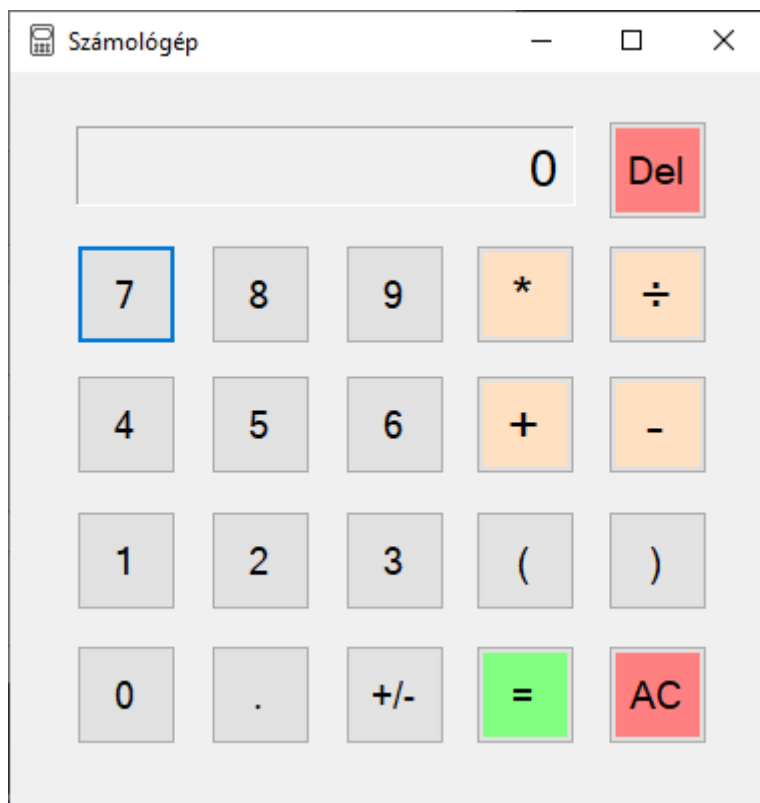 Számológép
0 Del
7 8 9 * ÷
4 5 6 + -
1 2 3 ( )
0 . +/- = AC